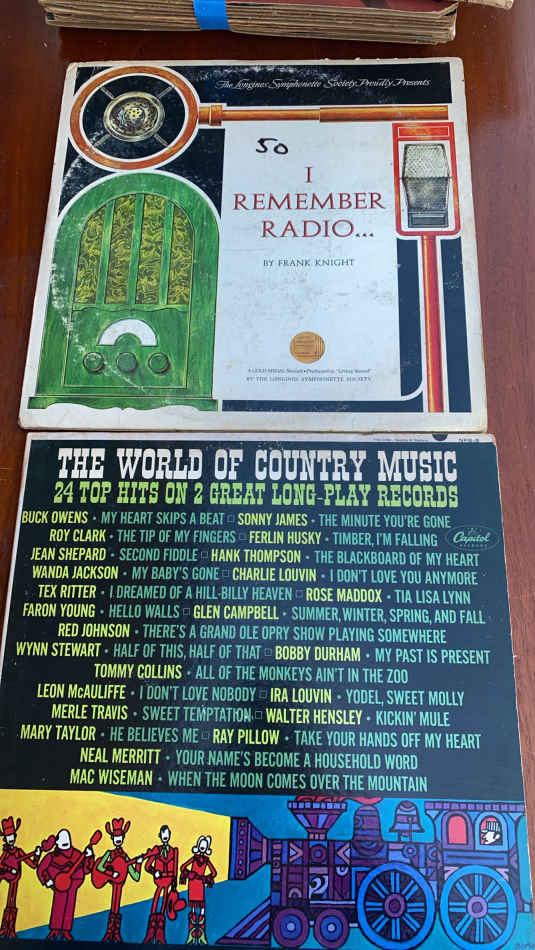 The Longines Symphonette Society Proudly Presents
50
I
REMEMBER
RADIO...
BY FRANK KNIGHT
BY THE LONGINES SYMPHONETTE SOCIETY
THE WORLD OF COUNTRY MUSIC
24 TOP HITS ON 2 GREAT LONG-PLAY RECORDS
BUCK OWENS • MY HEART SKIPS A BEAT □ SONNY JAMES • THE MINUTE YOU'RE GONE
ROY CLARK • THE TIP OF MY FINGERS □ FERLIN HUSKY • TIMBER, I'M FALLING
Capitol
RECORDS
JEAN SHEPARD • SECOND FIDDLE □ HANK THOMPSON • THE BLACKBOARD OF MY HEART
WANDA JACKSON • MY BABY'S GONE □ CHARLIE LOUVIN • I DON'T LOVE YOU ANYMORE
TEX RITTER • I DREAMED OF A HILL-BILLY HEAVEN □ ROSE MADDOX • TIA LISA LYNN
FARON YOUNG • HELLO WALLS □ GLEN CAMPBELL • SUMMER, WINTER, SPRING, AND FALL
RED JOHNSON • THERE'S A GRAND OLE OPRY SHOW PLAYING SOMEWHERE
WYNN STEWART • HALF OF THIS, HALF OF THAT □ BOBBY DURHAM • MY PAST IS PRESENT
TOMMY COLLINS • ALL OF THE MONKEYS AIN'T IN THE ZOO
LEON McAULIFFE • I DON'T LOVE NOBODY □ IRA LOUVIN • YODEL, SWEET MOLLY
MERLE TRAVIS • SWEET TEMPTATION □ WALTER HENSLEY • KICKIN' MULE
MARY TAYLOR • HE BELIEVES ME □ RAY PILLOW • TAKE YOUR HANDS OFF MY HEART
NEAL MERRITT • YOUR NAME'S BECOME A HOUSEHOLD WORD
MAC WISEMAN • WHEN THE MOON COMES OVER THE MOUNTAIN